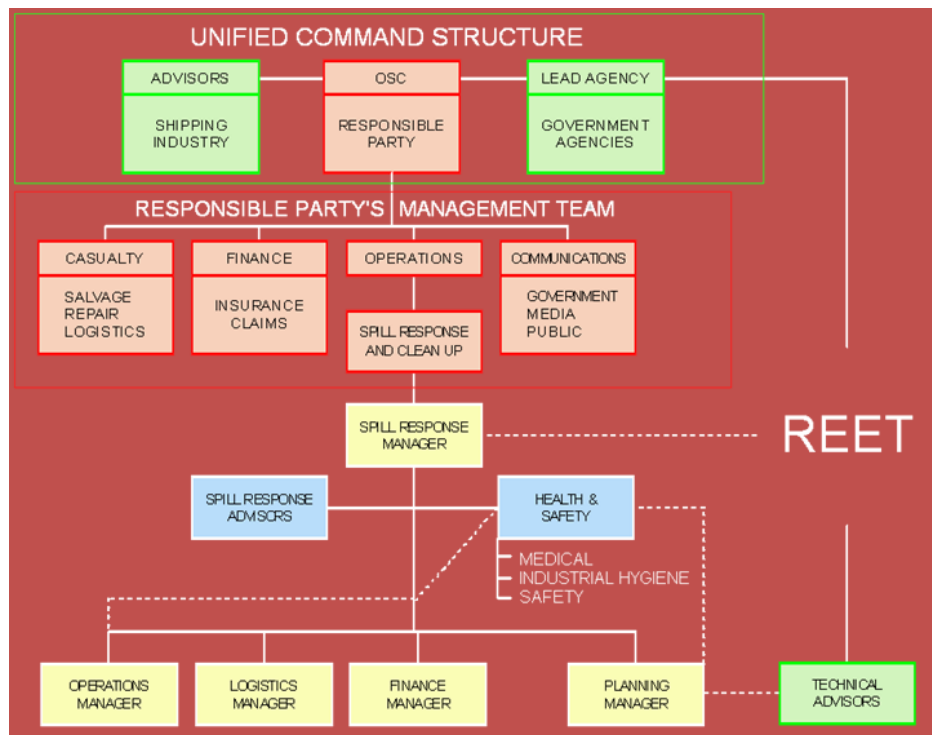 UNIFIED COMMAND STRUCTURE
ADVISORS
SHIPPING
INDUSTRY
OSC
RESPONSIBLE
PARTY
LEAD AGENCY
GOVERNMENT
AGENCIES
RESPONSIBLE PARTY'S MANAGEMENT TEAM
CASUALTY
SALVAGE
REPAIR
LOGISTICS
FINANCE
INSURANCE
CLAIMS
OPERATIONS
SPILL RESPONSE
AND CLEAN UP
COMMUNICATIONS
GOVERNMENT
MEDIA
PUBLIC
SPILL RESPONSE
MANAGER
REET
SPILL RESPONSE
ADVISORS
HEALTH &
SAFETY
MEDICAL
INDUSTRIAL HYGIENE
SAFETY
OPERATIONS
MANAGER
LOGISTICS
MANAGER
FINANCE
MANAGER
PLANNING
MANAGER
TECHNICAL
ADVISORS